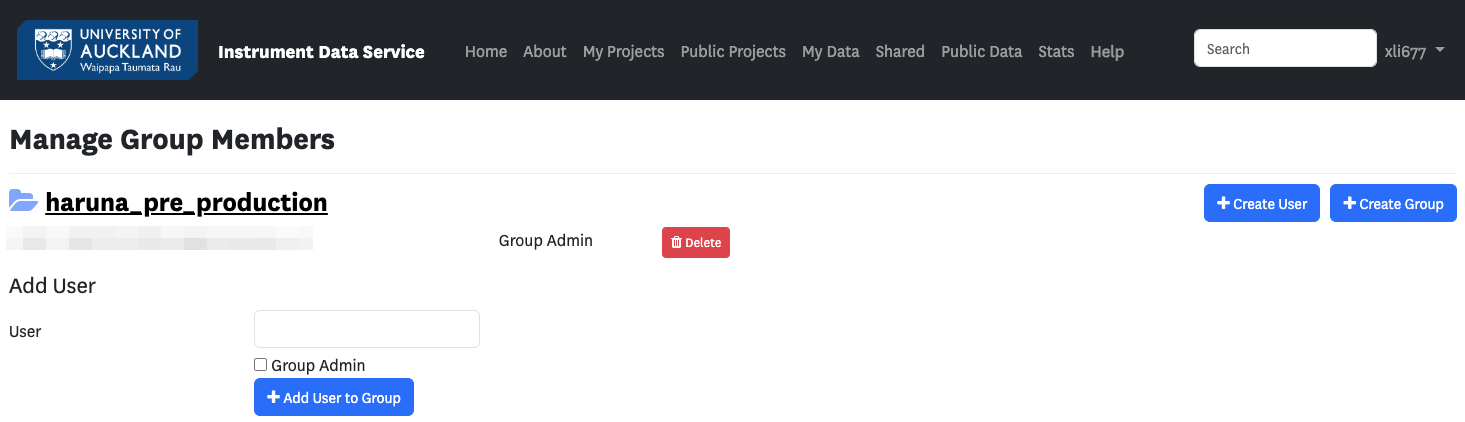 UNIVERSITY OF
AUCKLAND
Waipapa Taumata Rau
Instrument Data Service
Home About My Projects Public Projects My Data Shared Public Data Stats Help
Search
xli677
Manage Group Members
haruna_pre_production
Create User
Create Group
Group Admin
Delete
Add User
User
Group Admin
Add User to Group